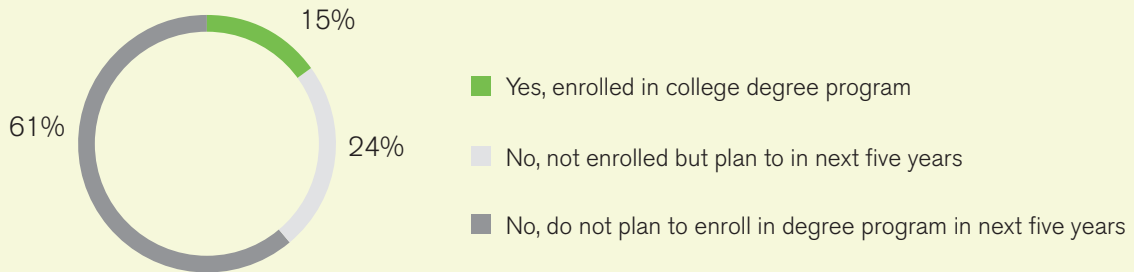 15%
61%
24%
Yes, enrolled in college degree program
No, not enrolled but plan to in next five years
No, do not plan to enroll in degree program in next five years